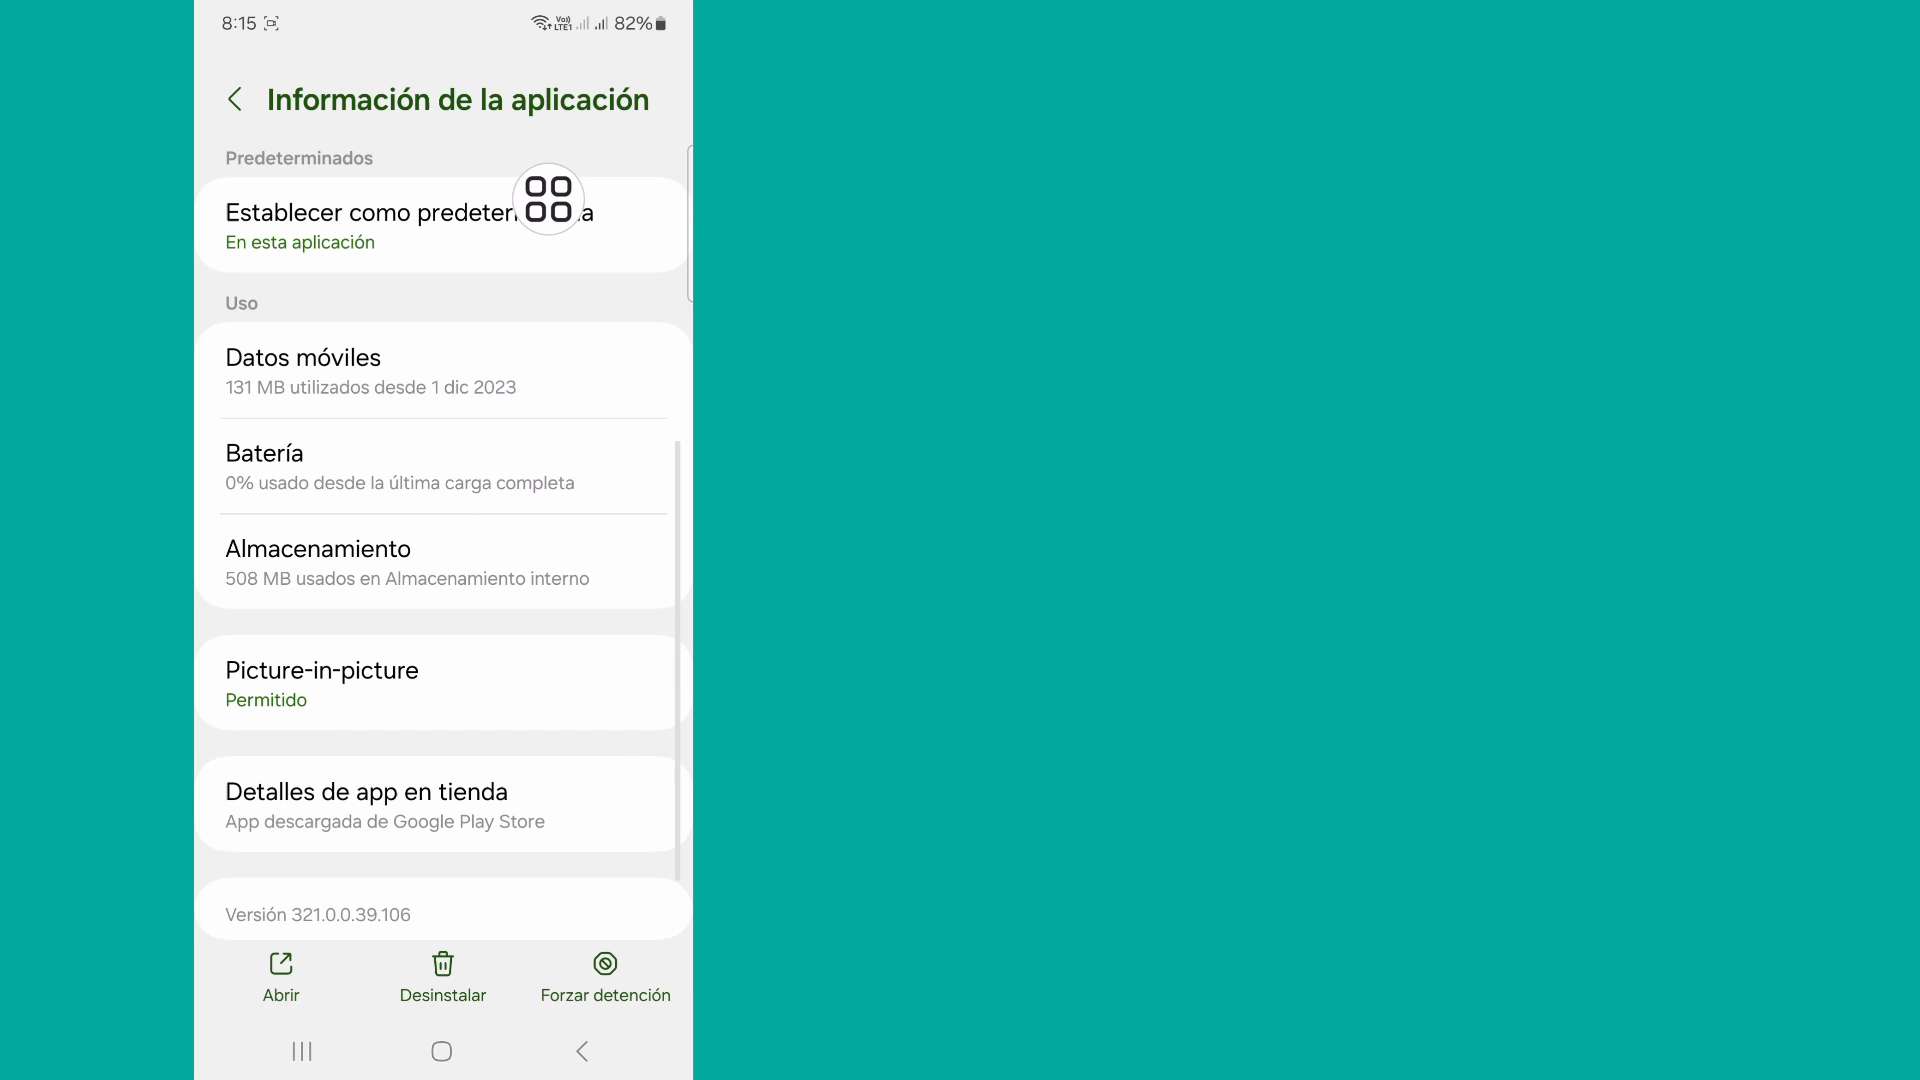 8:15 Vo)) LTE1 82%
Información de la aplicación
Predeterminados
Establecer como
En esta aplicación
Uso
Datos móviles
131 MB utilizados desde 1 dic 2023
Batería
0% usado desde la última carga completa
Almacenamiento
508 MB usados en Almacenamiento interno
Picture-in-picture
Permitido
Detalles de app en tienda
App descargada de Google Play Store
Versión 321.0.0.39.106
Abrir Desinstalar Forzar detención